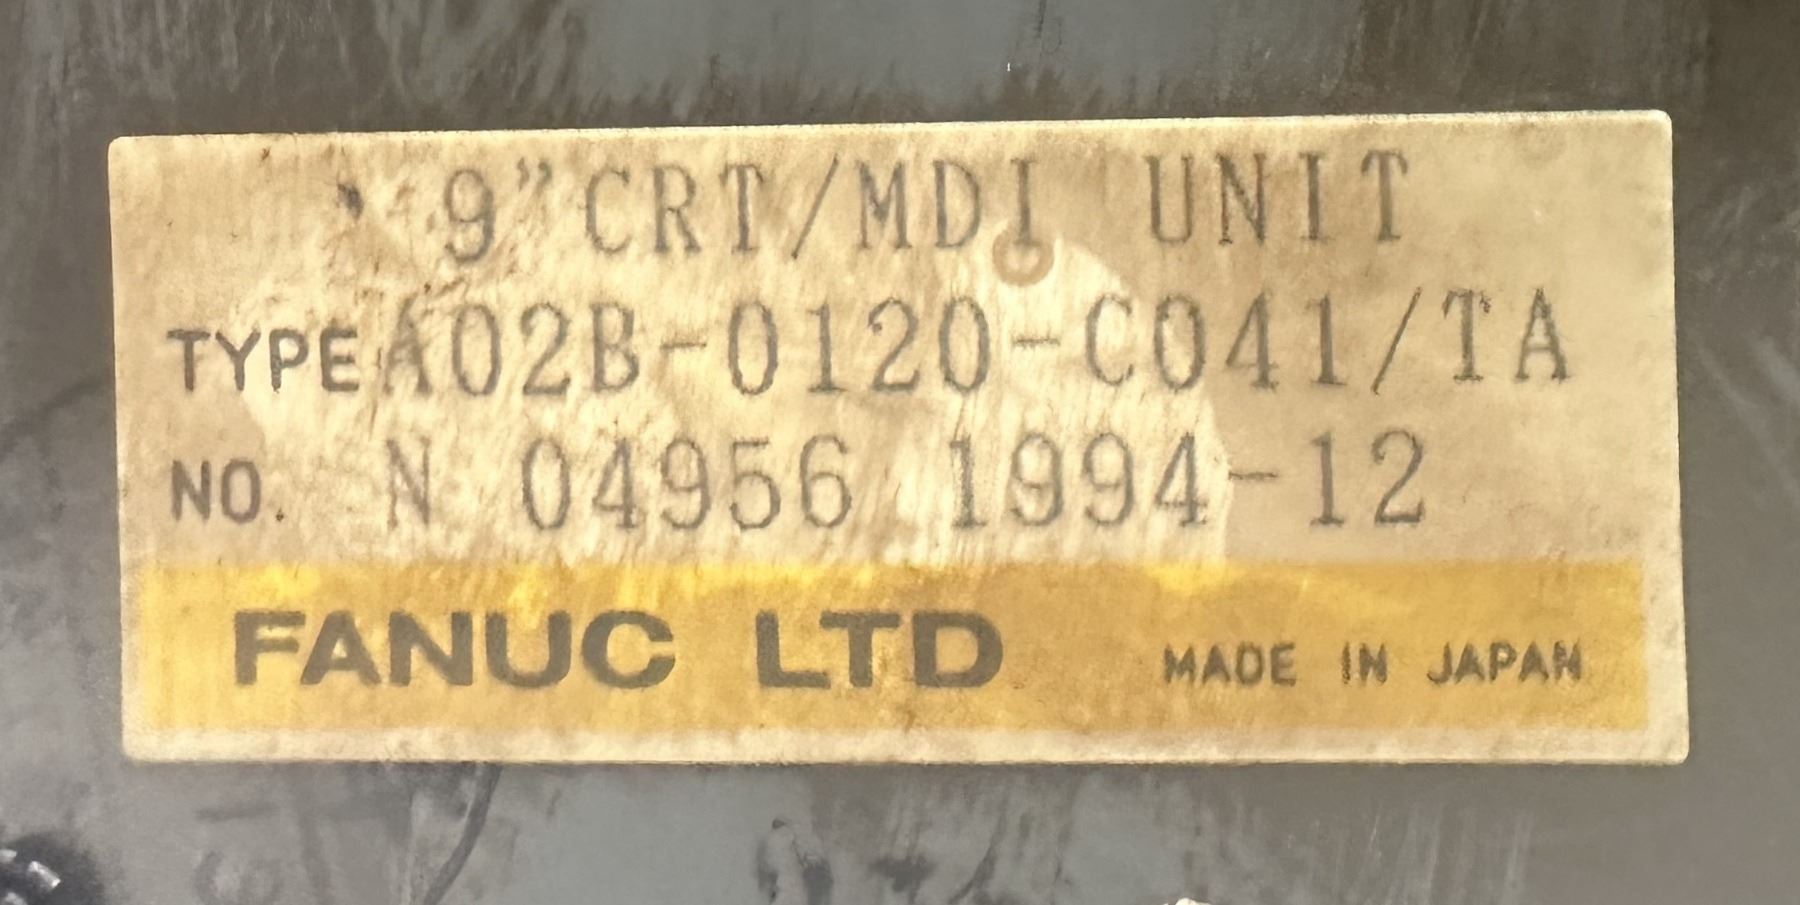 9"CRT/MDI UNIT
TYPE A02B-0120-C041/TA
NO. N 04956 1994-12
FANUC LTD MADE IN JAPAN